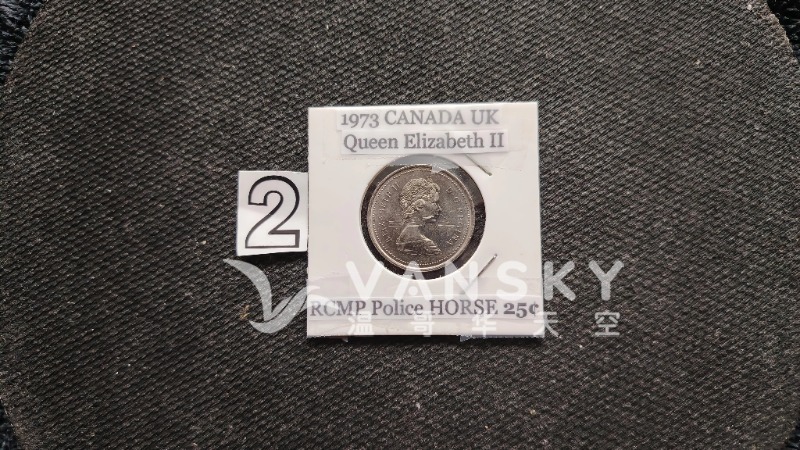 1973 CANADA UK
Queen Elizabeth II
2
VANSKY
温哥华天空
RCMP Police HORSE 25¢